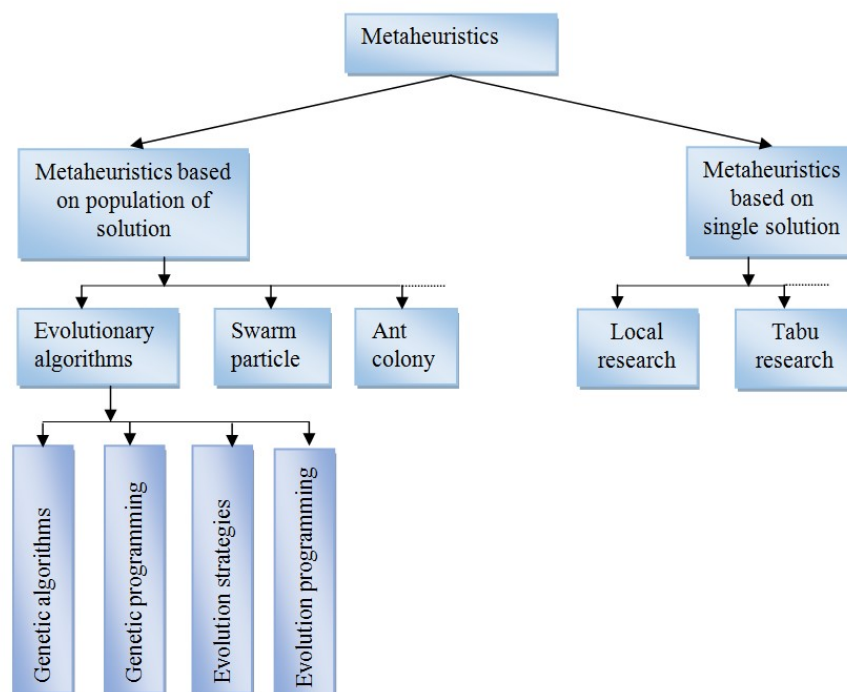 Metaheuristics
Metaheuristics based
on population of
solution
Metaheuristics
based on
single solution
Evolutionary
algorithms
Swarm
particle
Ant
colony
Local
research
Tabu
research
Genetic algorithms
Genetic programming
Evolution strategies
Evolution programming